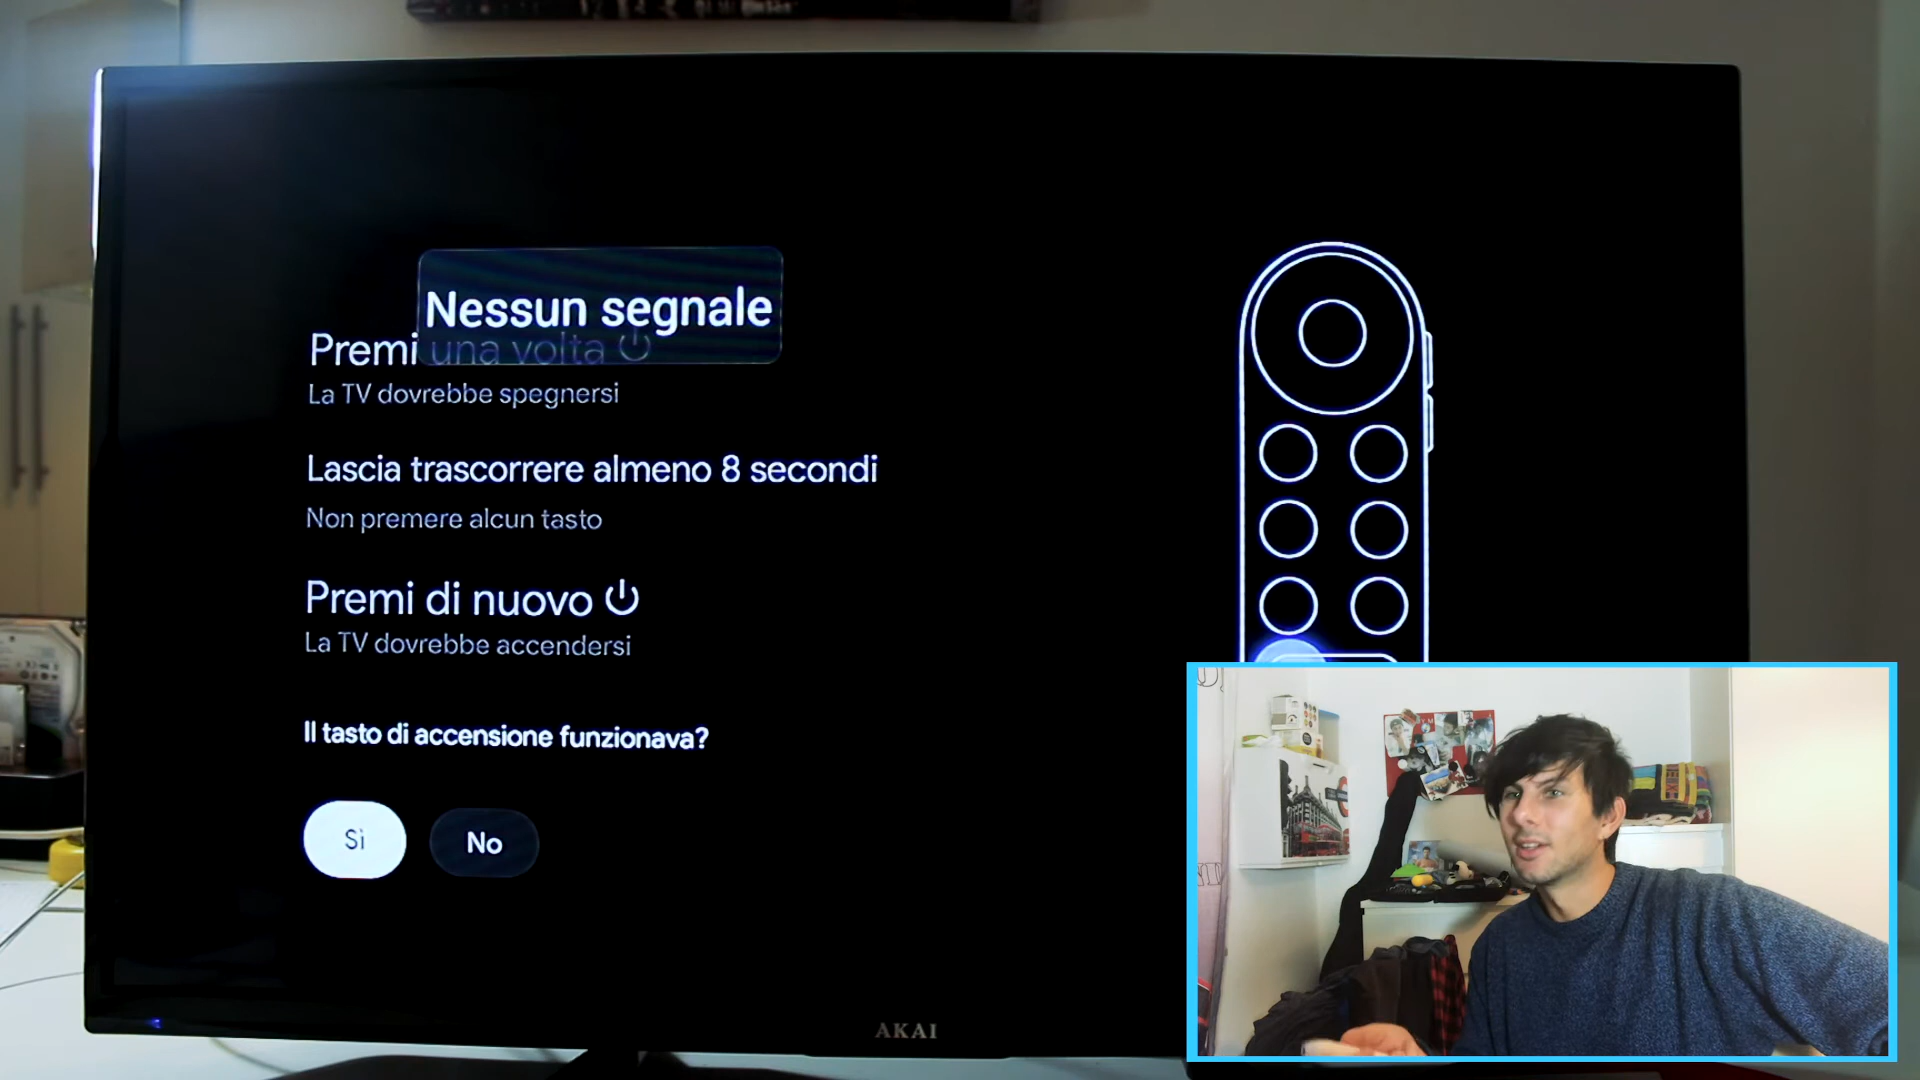 Nessun segnale
Premi una volta
La TV dovrebbe spegnersi
Lascia trascorrere almeno 8 secondi
Non premere alcun tasto
Premi di nuovo
La TV dovrebbe accendersi
Il tasto di accensione funzionava?
Sì
No
AKAI